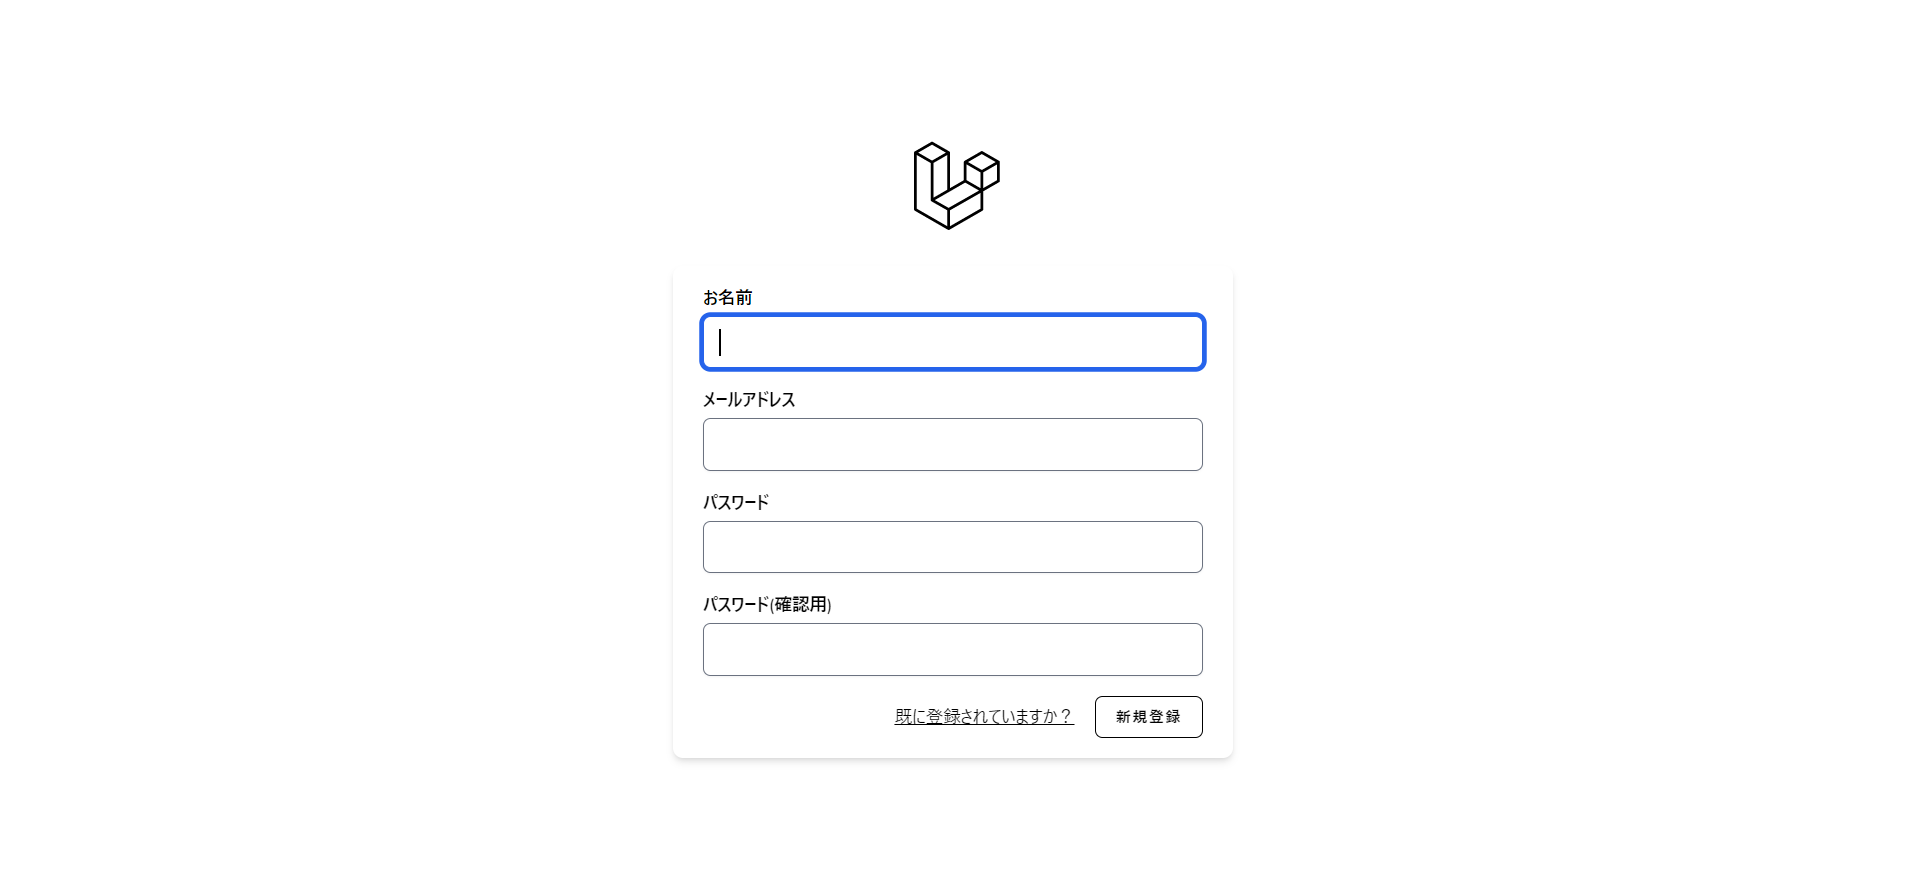 お名前
メールアドレス
パスワード
パスワード(確認用)
既に登録されていますか？ 新規登録